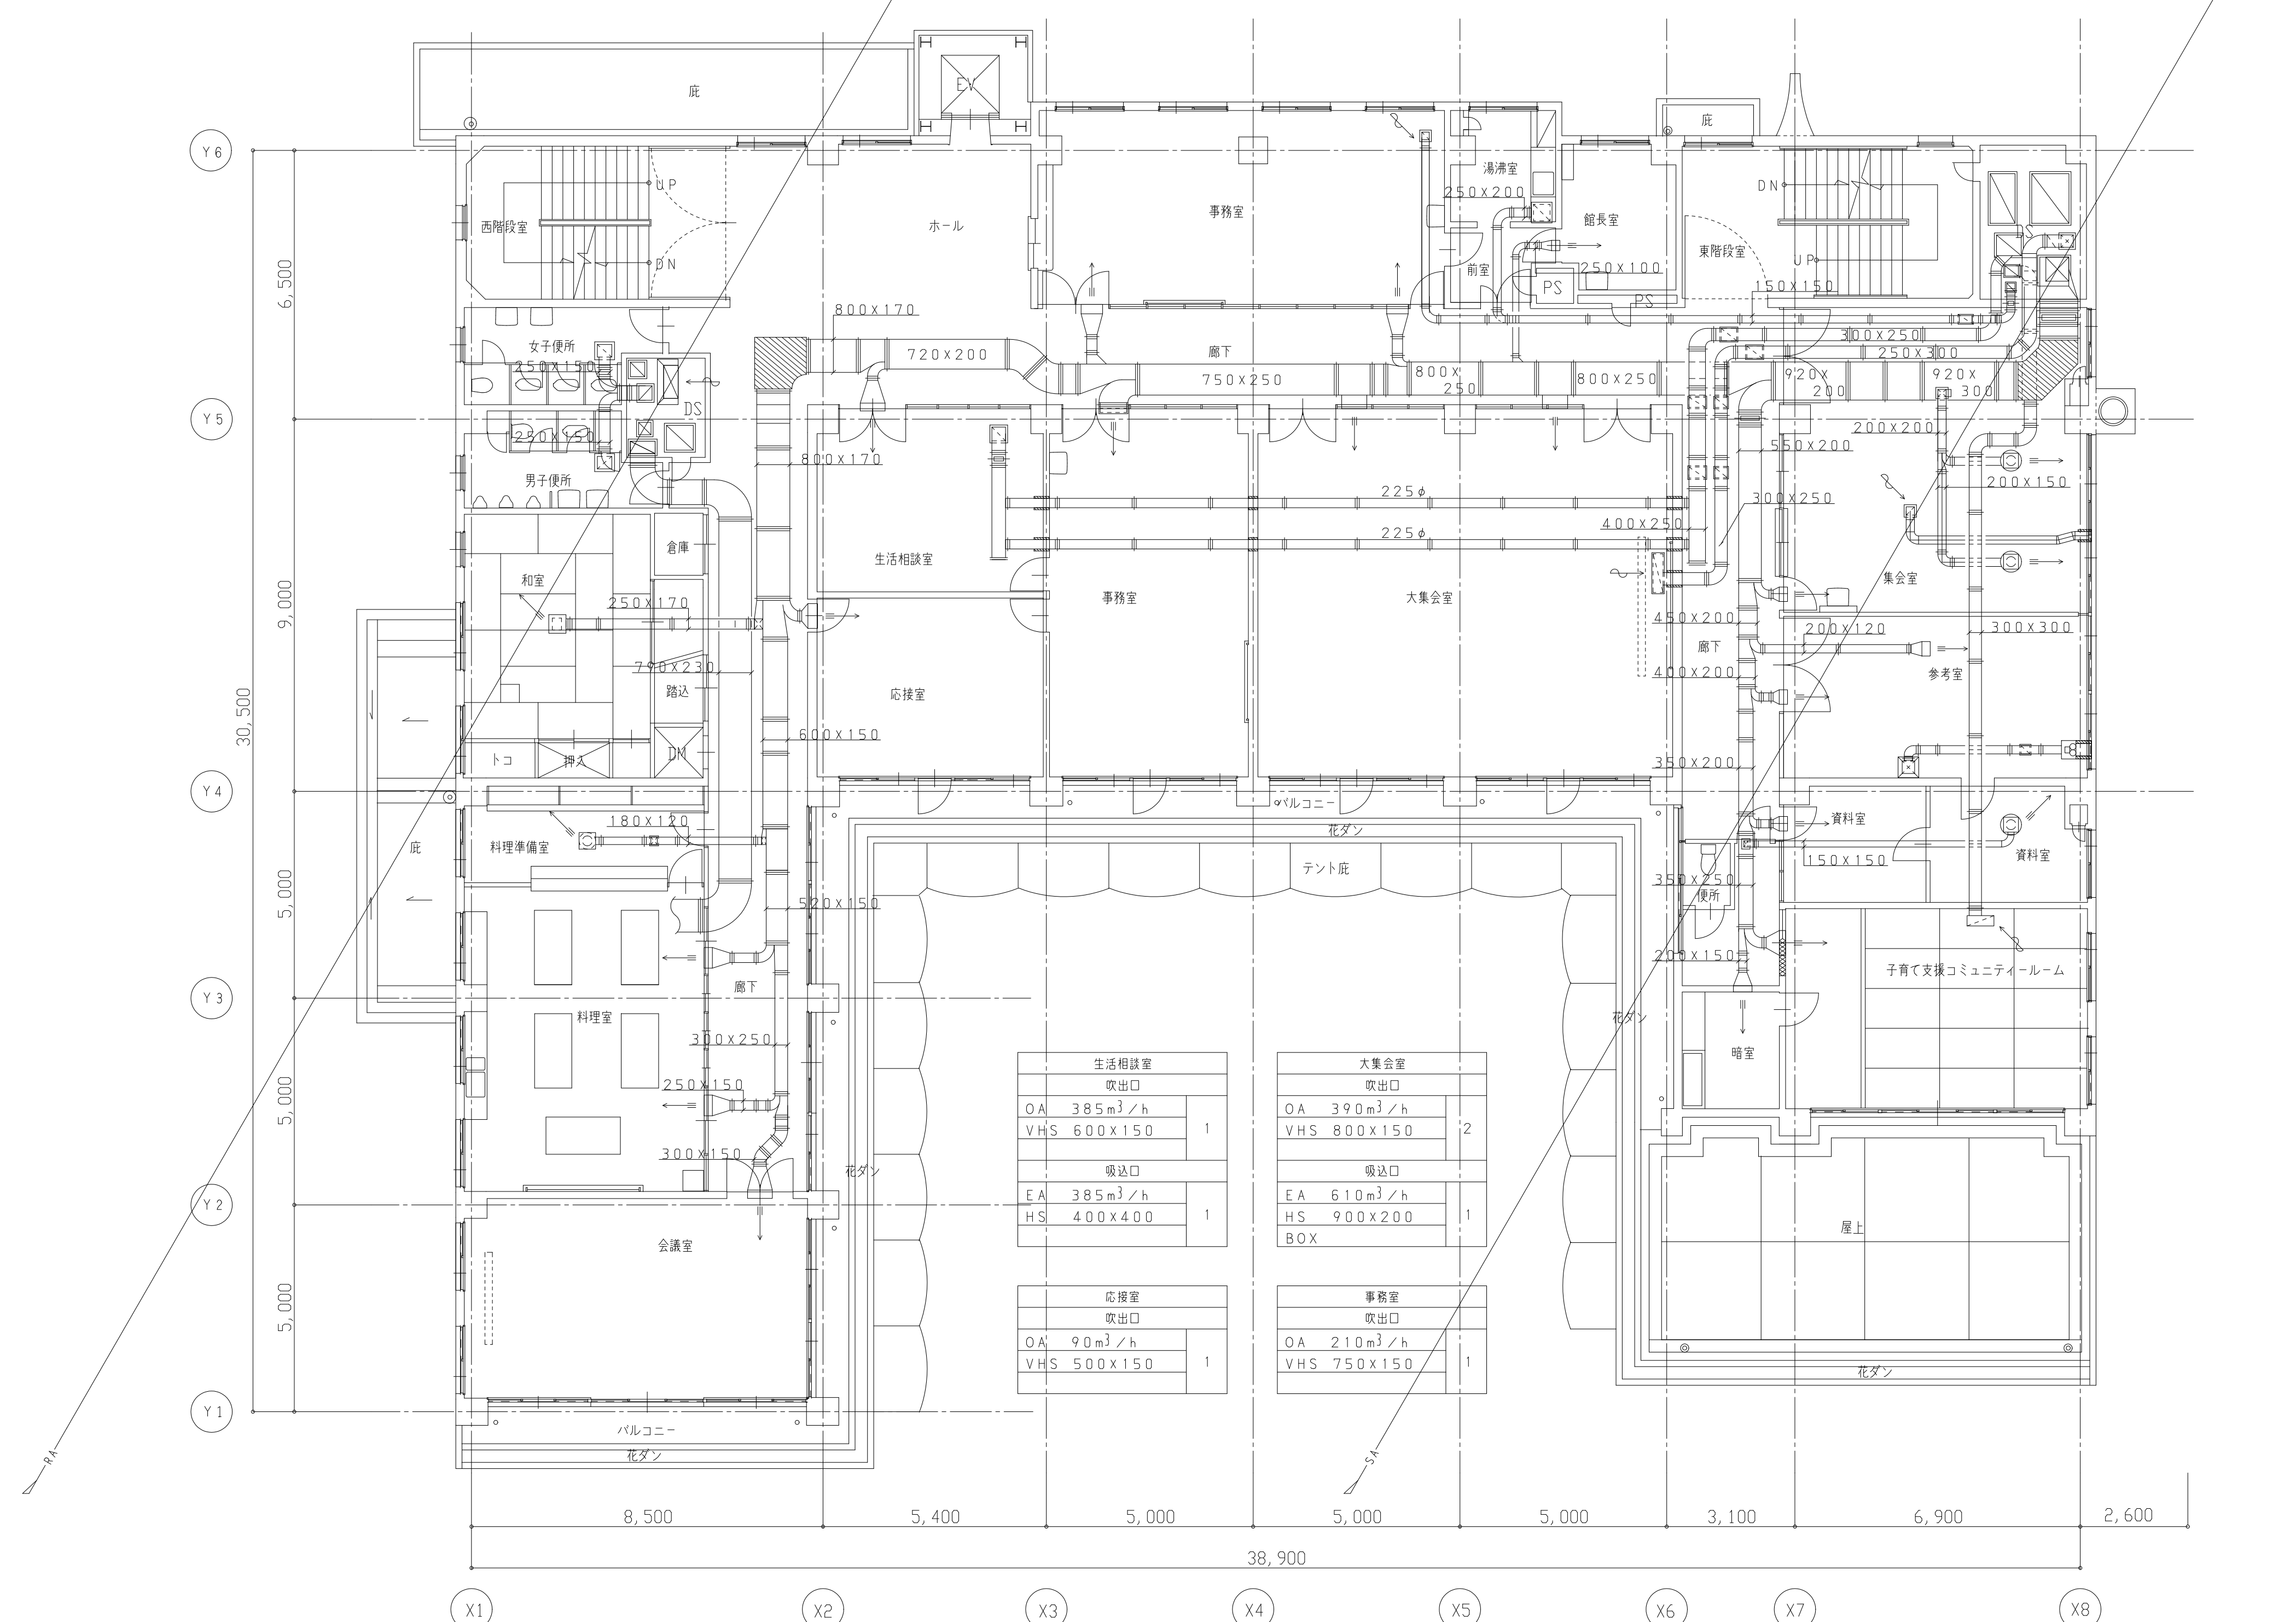 庇
EV
庇
Y6
UP
DN
西階段室
ホール
事務室
湯沸室
250X200
館長室
前室
250X100
PS
PS
東階段室
DN
UP
DS
150X150
女子便所
250X150
DS
800X170
720X200
廊下
750X250
800X
250
800X250
300X250
250X300
920X
200
920X
300
Y5
250X150
男子便所
800X170
225φ
225φ
400X250
300X250
550X200
200X200
200X150
6,500
9,000
30,500
倉庫
和室
250X170
790X230
踏込
トコ
押入
DM
生活相談室
応接室
事務室
大集会室
集会室
450X200
200X120
300X300
廊下
参考室
400X200
600X150
350X200
Y4
バルコニー
花ダン
テント庇
180X120
庇
料理準備室
資料室
資料室
150X150
350X250
便所
520X150
200X150
子育て支援コミュニティールーム
5,000
Y3
廊下
料理室
300X250
250X150
300X150
花ダン
花ダン
暗室
5,000
生活相談室
吹出口
OA 385m³/h
VHS 600X150
1
吸込口
EA 385m³/h
HS 400X400
1
大集会室
吹出口
OA 390m³/h
VHS 800X150
2
吸込口
EA 610m³/h
HS 900X200
1
BOX
Y2
会議室
屋上
5,000
応接室
吹出口
OA 90m³/h
VHS 500X150
1
事務室
吹出口
OA 210m³/h
VHS 750X150
1
花ダン
Y1
バルコニー
花ダン
RA
SA
8,500
5,400
5,000
5,000
5,000
3,100
6,900
2,600
38,900
X1
X2
X3
X4
X5
X6
X7
X8